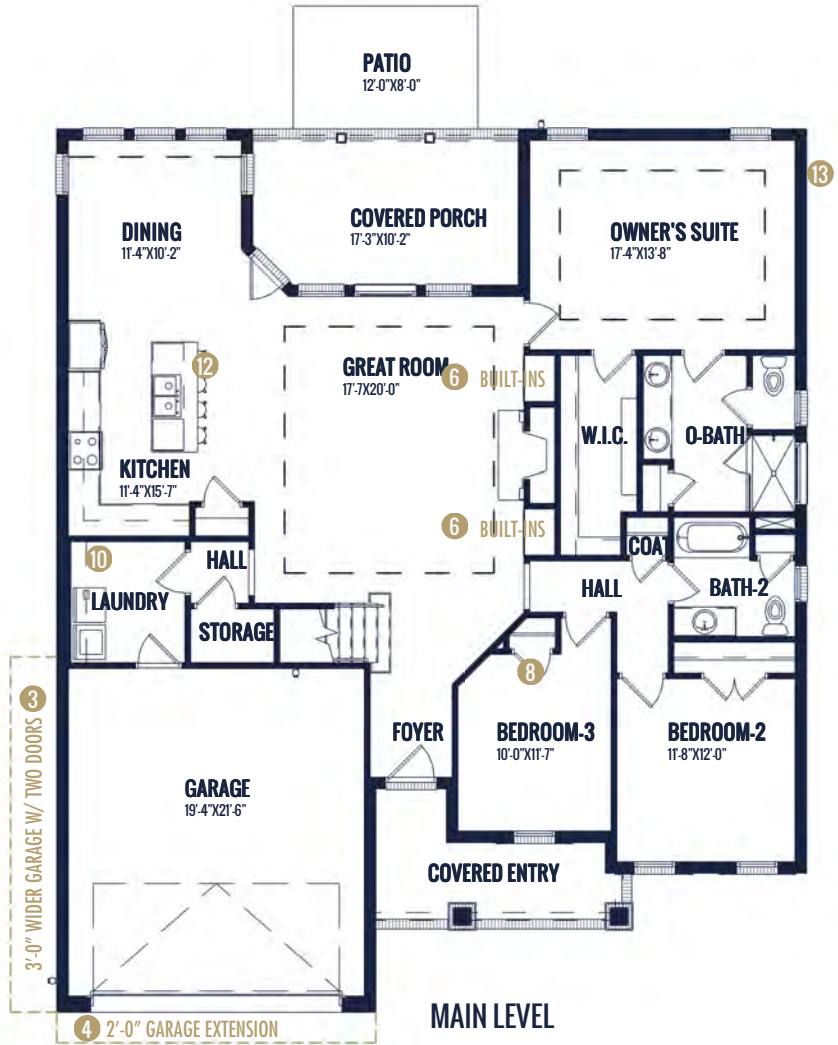 PATIO
12'-0"X8'-0"
13
DINING
11'-4"X10'-2"
COVERED PORCH
17'-3"X10'-2"
OWNER'S SUITE
17'-4"X13'-8"
12
GREAT ROOM
17'-7X20'-0"
6 BUILT-INS
W.I.C.
O-BATH
KITCHEN
11'-4"X15'-7"
6 BUILT-INS
COAT
10
HALL
LAUNDRY
HALL
BATH-2
STORAGE
8
3 3'-0" WIDER GARAGE W/ TWO DOORS
FOYER
BEDROOM-3
10'-0"X11'-7"
BEDROOM-2
11'-8"X12'-0"
GARAGE
19'-4"X21'-6"
COVERED ENTRY
4 2'-0" GARAGE EXTENSION
MAIN LEVEL